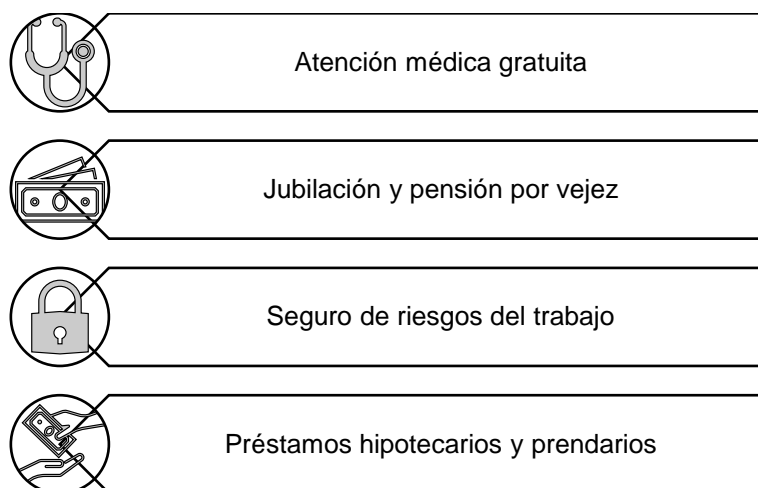 Atención médica gratuita
Jubilación y pensión por vejez
Seguro de riesgos del trabajo
Préstamos hipotecarios y prendarios